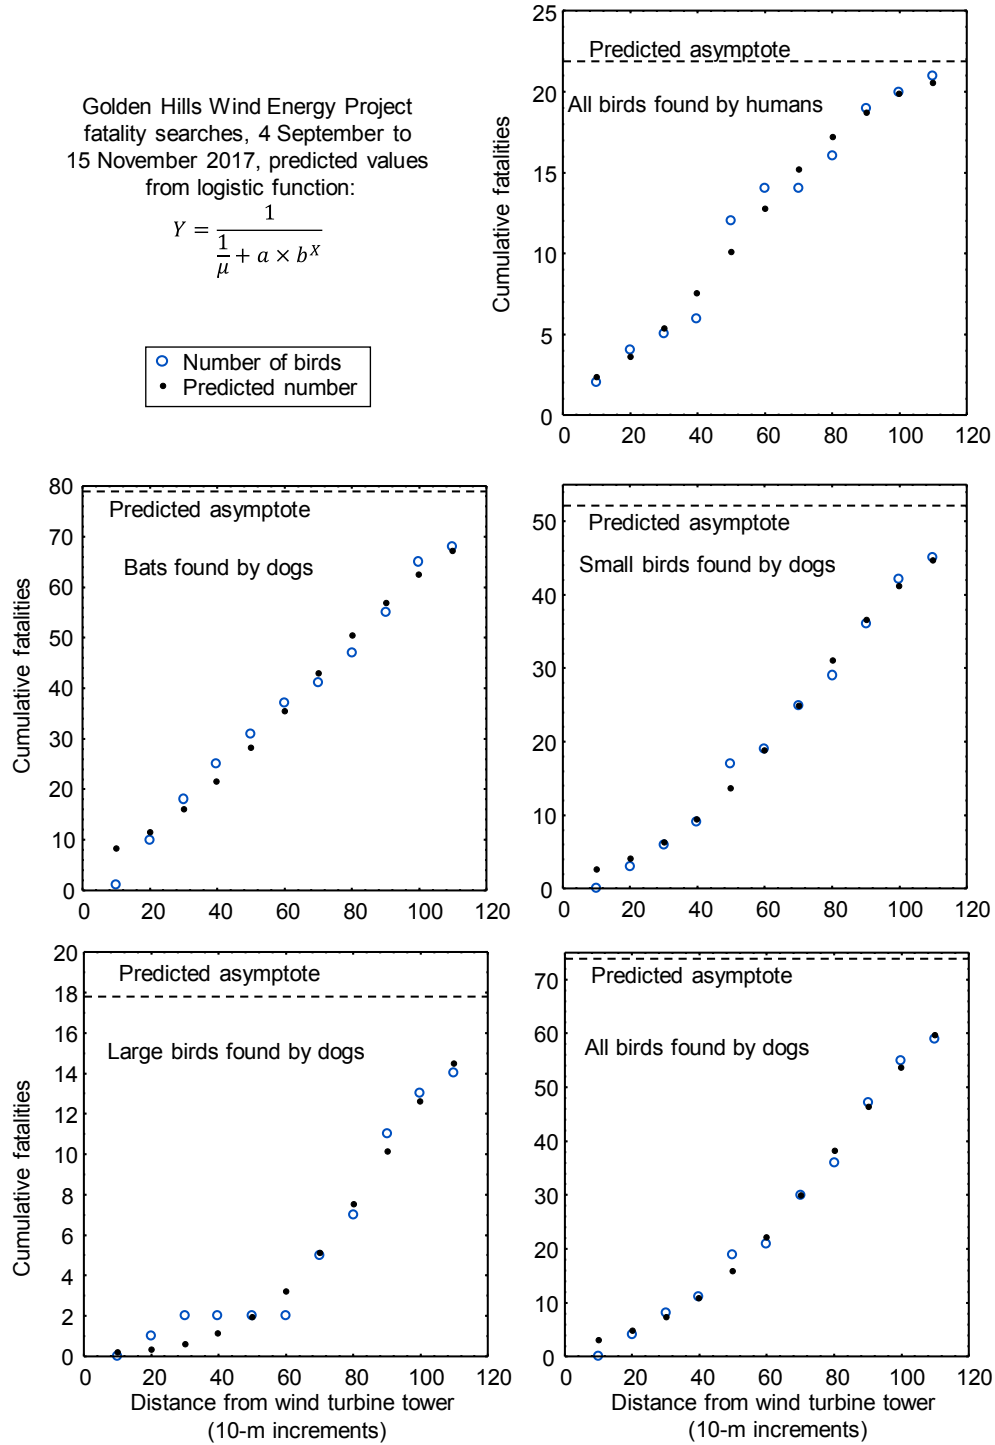 Golden Hills Wind Energy Project
fatality searches, 4 September to
15 November 2017, predicted values
from logistic function:
Y = 1 / (1/μ + a × b^X)
Number of birds
Predicted number
25
20
15
10
5
0
Cumulative fatalities
Predicted asymptote
All birds found by humans
0 20 40 60 80 100 120
80
70
60
50
40
30
20
10
0
Cumulative fatalities
Predicted asymptote
Bats found by dogs
0 20 40 60 80 100 120
50
40
30
20
10
0
Predicted asymptote
Small birds found by dogs
0 20 40 60 80 100 120
20
18
16
14
12
10
8
6
4
2
0
Cumulative fatalities
Predicted asymptote
Large birds found by dogs
0 20 40 60 80 100 120
Distance from wind turbine tower
(10-m increments)
70
60
50
40
30
20
10
0
Predicted asymptote
All birds found by dogs
0 20 40 60 80 100 120
Distance from wind turbine tower
(10-m increments)